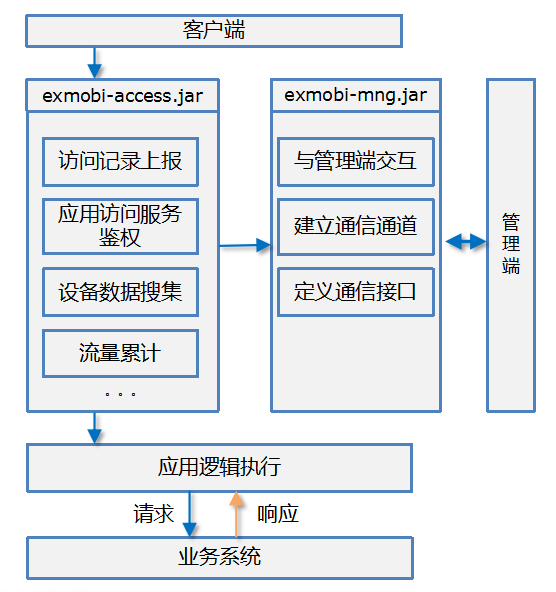 客户端
exmobi-access.jar
访问记录上报
应用访问服务
鉴权
设备数据搜集
流量累计
。。。
exmobi-mng.jar
与管理端交互
建立通信通道
定义通信接口
管
理
端
应用逻辑执行
请求
响应
业务系统